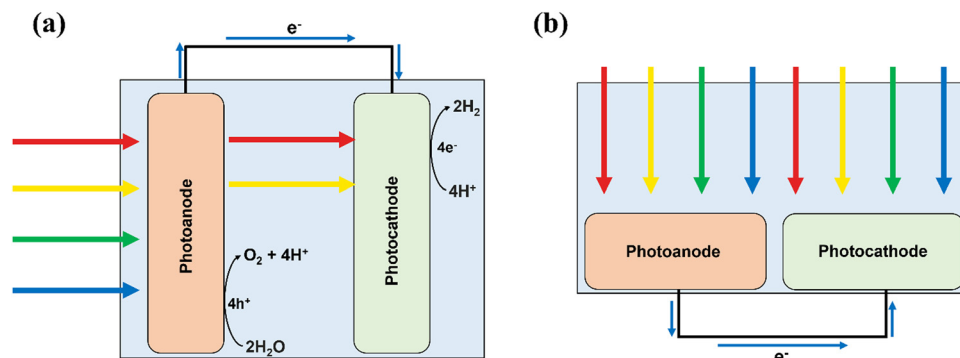 (a)
e⁻
Photoanode
Photocathode
2H₂
4e⁻
4H⁺
O₂ + 4H⁺
4h⁺
2H₂O
(b)
Photoanode
Photocathode
e⁻